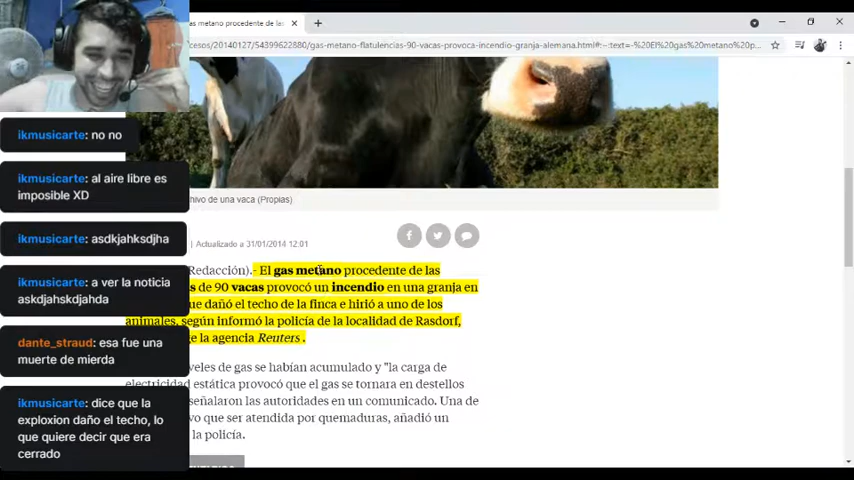 as metano procedente de las
esos/20140127/54399622880/gas-metano-flatulencias-90-vacas-provoca-incendio-granja-alemana.html#:~:text=-%20El%20gas%20metano%20p...
ikmusicarte: no no
ikmusicarte: al aire libre es
imposible XD
ikmusicarte: asdkjahksdjha
ikmusicarte: a ver la noticia
askdjhaskdjahda
dante_straud: esa fue una
muerte de mierda
ikmusicarte: dice que la
exploxion daño el techo, lo
que quiere decir que era
cerrado
hivo de una vaca (Propias)
| Actualizado a 31/01/2014 12:01
Redacción).- El gas metano procedente de las
s de 90 vacas provocó un incendio en una granja en
ue dañó el techo de la finca e hirió a uno de los
animales, según informó la policía de la localidad de Rasdorf,
ge la agencia Reuters .
veles de gas se habían acumulado y "la carga de
electricidad estática provocó que el gas se tornara en destellos
señalaron las autoridades en un comunicado. Una de
vo que ser atendida por quemaduras, añadió un
la policía.